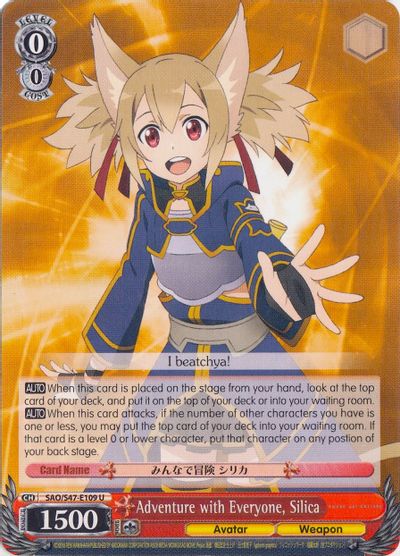 LEVEL
0
0
COST
I beatchya!
AUTO When this card is placed on the stage from your hand, look at the top
card of your deck, and put it on the top of your deck or into your waiting room.
AUTO When this card attacks, if the number of other characters you have is
one or less, you may put the top card of your deck into your waiting room. If
that card is a level 0 or lower character, put that character on any position of
your back stage.
Card Name
みんなで冒険 シリカ
CH SAO/S47-E109 U
Adventure with Everyone, Silica
1500
Avatar
Weapon